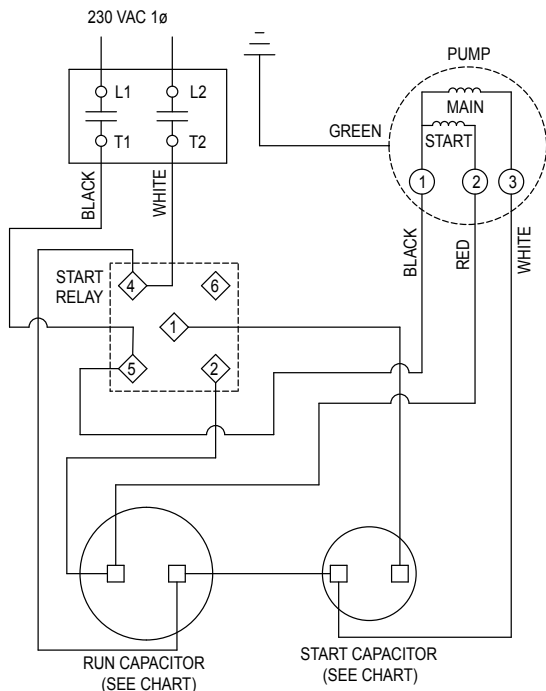 230 VAC 1ø
L1
L2
T1
T2
BLACK
WHITE
GREEN
PUMP
MAIN
START
1
2
3
BLACK
RED
WHITE
START
RELAY
4
6
1
5
2
RUN CAPACITOR
(SEE CHART)
START CAPACITOR
(SEE CHART)